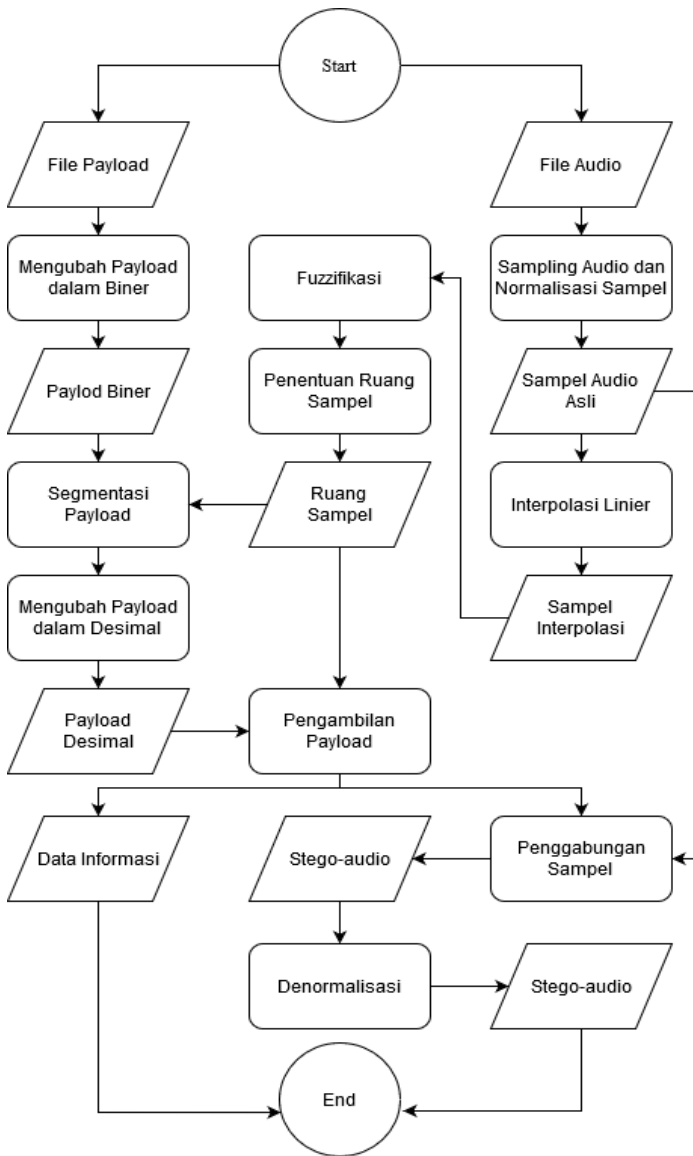 Start
File Payload
File Audio
Mengubah Payload
dalam Biner
Fuzzifikasi
Sampling Audio dan
Normalisasi Sampel
Paylod Biner
Penentuan Ruang
Sampel
Sampel Audio
Asli
Segmentasi
Payload
Ruang
Sampel
Interpolasi Linier
Mengubah Payload
dalam Desimal
Sampel
Interpolasi
Payload
Desimal
Pengambilan
Payload
Data Informasi
Stego-audio
Penggabungan
Sampel
Denormalisasi
Stego-audio
End